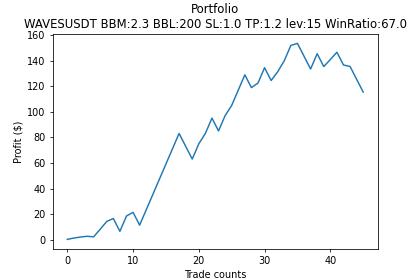 Portfolio
WAVESUSDT BBM:2.3 BBL:200 SL:1.0 TP:1.2 lev:15 WinRatio:67.0
160
140
120
100
80
60
40
20
0
Profit ($)
0 10 20 30 40
Trade counts